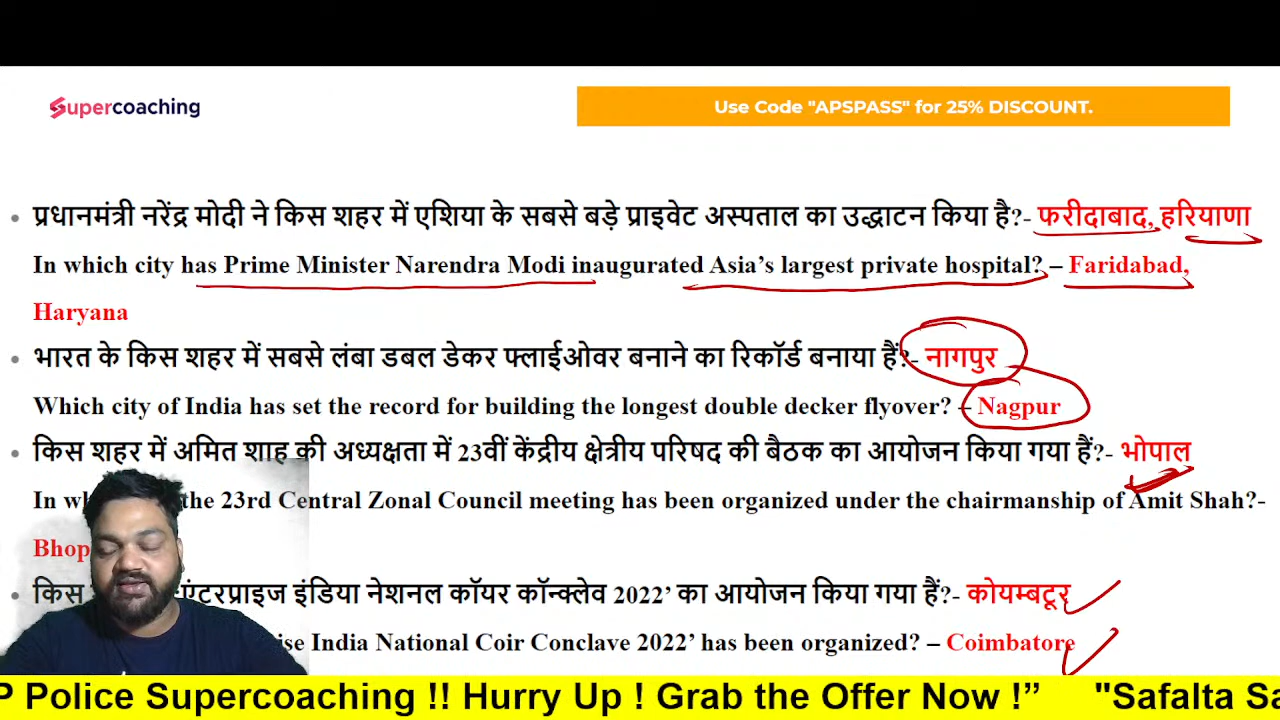 Supercoaching
Use Code "APSPASS" for 25% DISCOUNT.
प्रधानमंत्री नरेंद्र मोदी ने किस शहर में एशिया के सबसे बड़े प्राइवेट अस्पताल का उद्घाटन किया है?- फरीदाबाद, हरियाणा
In which city has Prime Minister Narendra Modi inaugurated Asia's largest private hospital? – Faridabad,
Haryana
भारत के किस शहर में सबसे लंबा डबल डेकर फ्लाईओवर बनाने का रिकॉर्ड बनाया हैं?- नागपुर
Which city of India has set the record for building the longest double decker flyover? – Nagpur
किस शहर में अमित शाह की अध्यक्षता में 23वीं केंद्रीय क्षेत्रीय परिषद की बैठक का आयोजन किया गया हैं?- भोपाल
In the 23rd Central Zonal Council meeting has been organized under the chairmanship of Amit Shah?-
किस एंटरप्राइज इंडिया नेशनल कॉयर कॉन्क्लेव 2022’ का आयोजन किया गया हैं?- कोयम्बटूर
India National Coir Conclave 2022’ has been organized? – Coimbatore
P Police Supercoaching !! Hurry Up ! Grab the Offer Now !” "Safalta